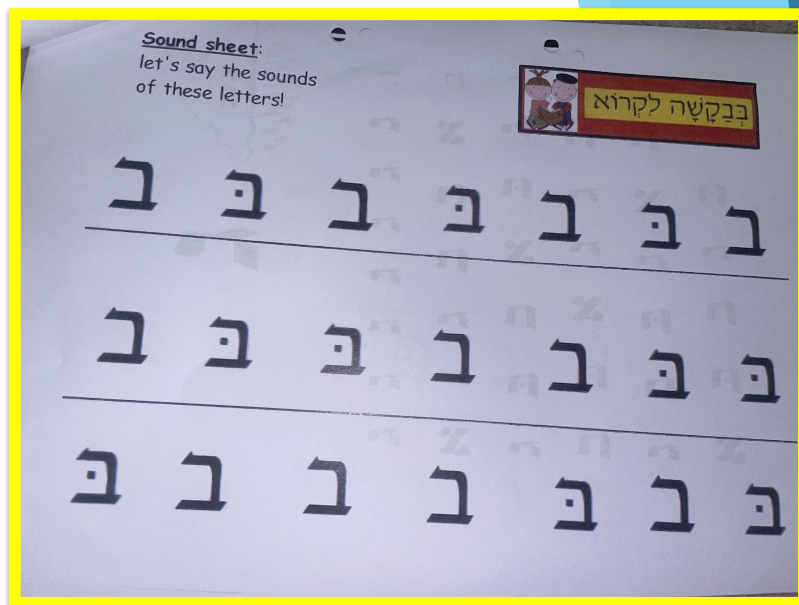 Sound sheet:
let's say the sounds
of these letters!
בְּבַקָשָׁה לִקְרוֹא
ב בּ ב בּ ב בּ ב
בּ בּ ב ב בּ בּ ב
בּ ב בּ ב ב ב בּ